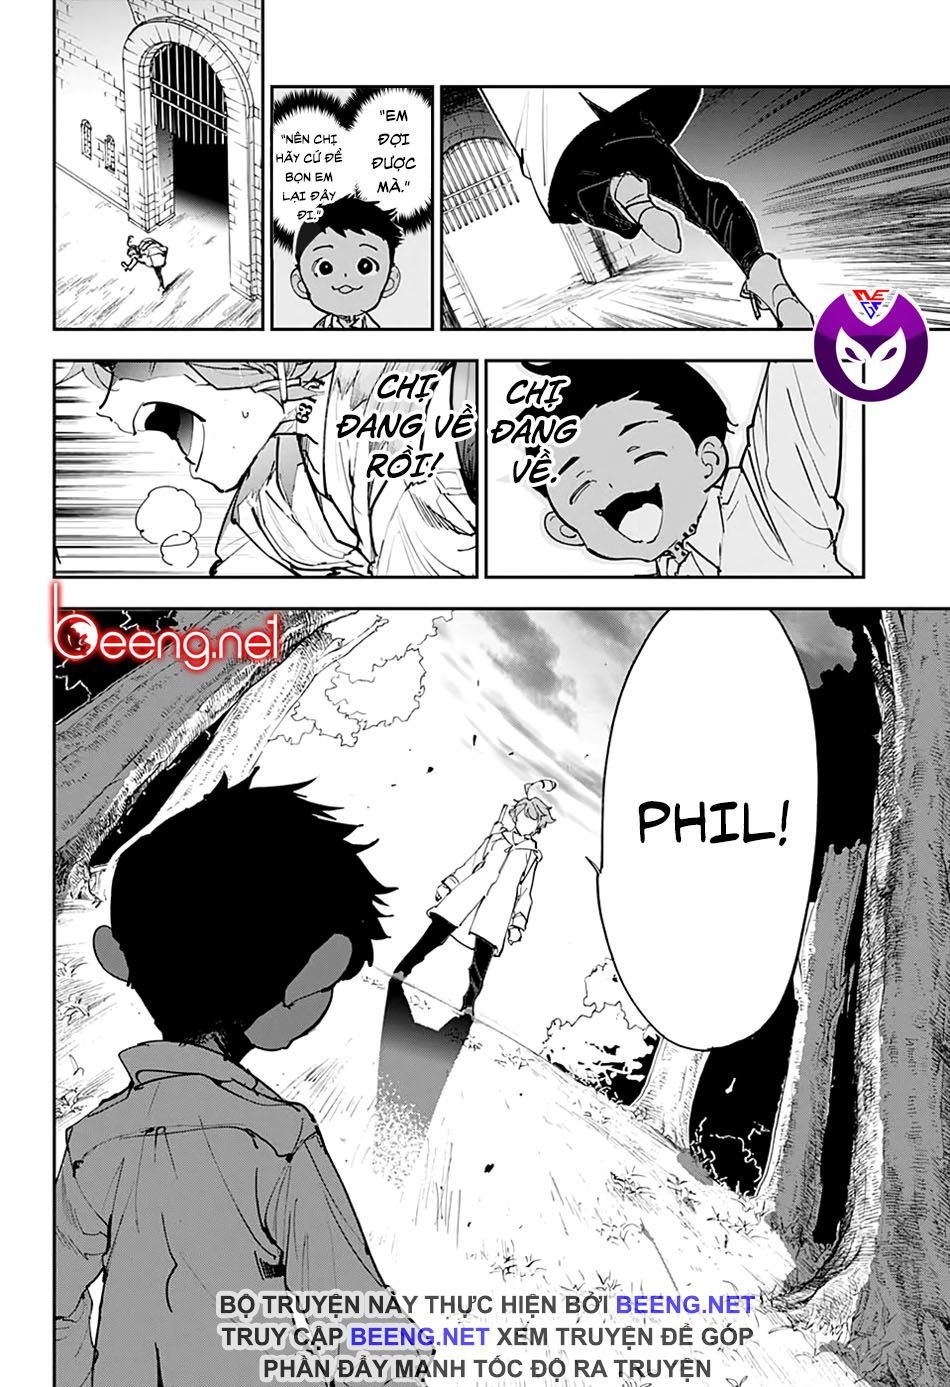 "EM
ĐỢI
ĐƯỢC
MÀ."
"NÊN CHỊ
HÃY CỨ ĐỂ
BỌN EM
LẠI ĐÂY
ĐI."
CHỊ
ĐANG VỀ
RỒI!
CHỊ
ĐANG
VỀ.
beeng.net
PHIL!
BỘ TRUYỆN NÀY THỰC HIỆN BỞI BEENG.NET
TRUY CẬP BEENG.NET XEM TRUYỆN ĐỂ GÓP
PHẦN ĐẨY MẠNH TỐC ĐỘ RA TRUYỆN